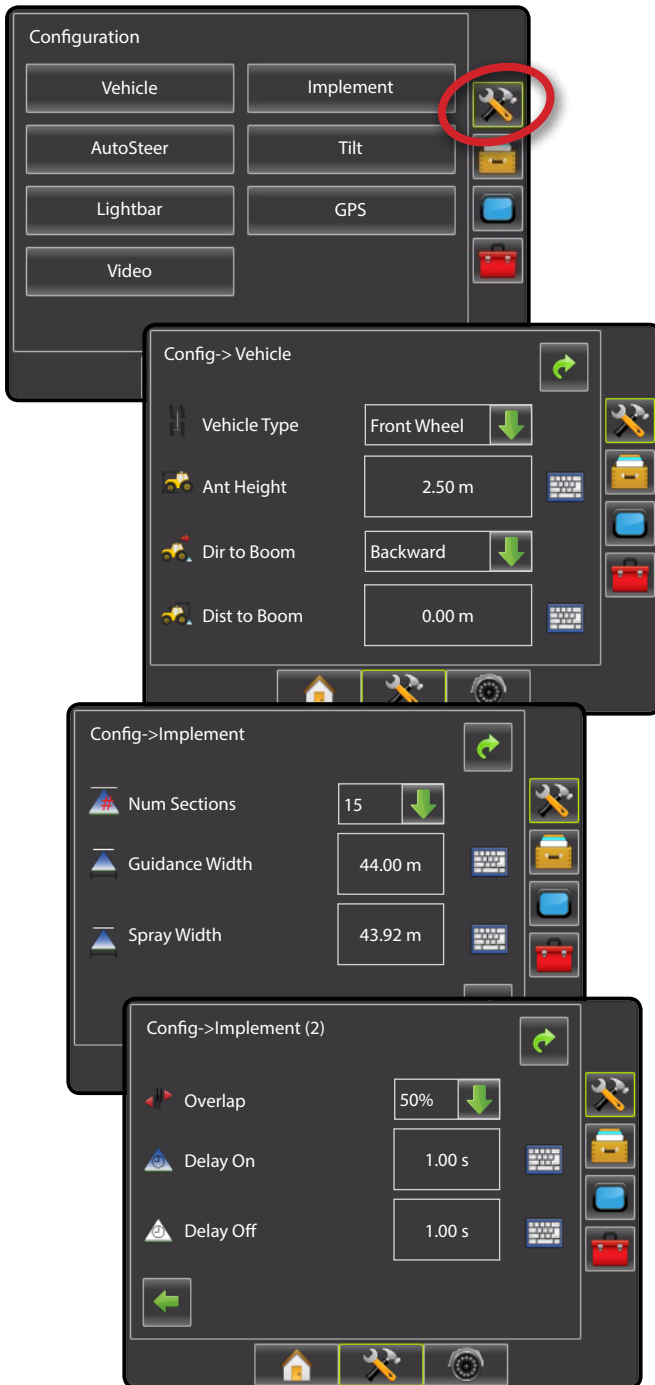 Configuration
Vehicle Implement
AutoSteer Tilt
Lightbar GPS
Video
Config-> Vehicle
Vehicle Type Front Wheel
Ant Height 2.50 m
Dir to Boom Backward
Dist to Boom 0.00 m
Config->Implement
# Num Sections 15
Guidance Width 44.00 m
Spray Width 43.92 m
Config->Implement (2)
Overlap 50%
Delay On 1.00 s
Delay Off 1.00 s